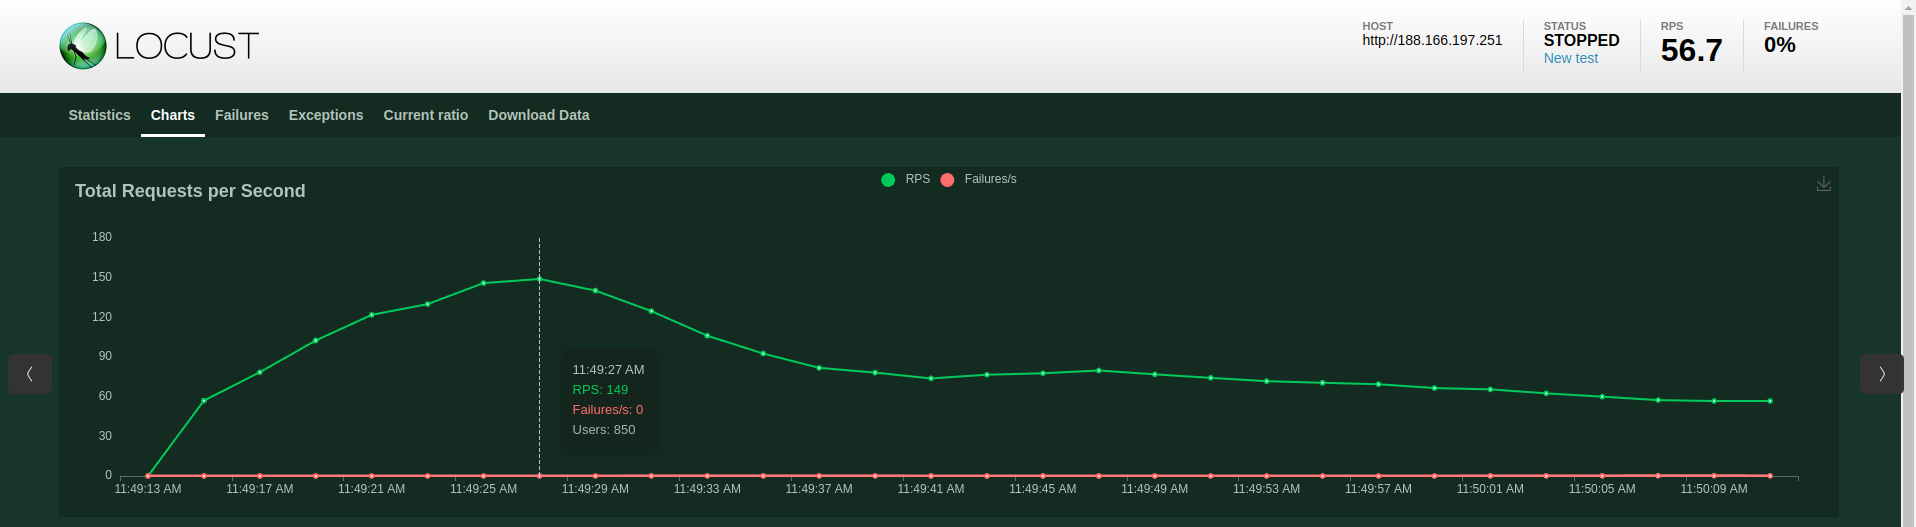 LOCUST
HOST
http://188.166.197.251
STATUS
STOPPED
New test
RPS
56.7
FAILURES
0%
Statistics Charts Failures Exceptions Current ratio Download Data
Total Requests per Second
RPS Failures/s
180
150
120
90
60
30
0
11:49:27 AM
RPS: 149
Failures/s: 0
Users: 850
11:49:13 AM 11:49:17 AM 11:49:21 AM 11:49:25 AM 11:49:29 AM 11:49:33 AM 11:49:37 AM 11:49:41 AM 11:49:45 AM 11:49:49 AM 11:49:53 AM 11:49:57 AM 11:50:01 AM 11:50:05 AM 11:50:09 AM